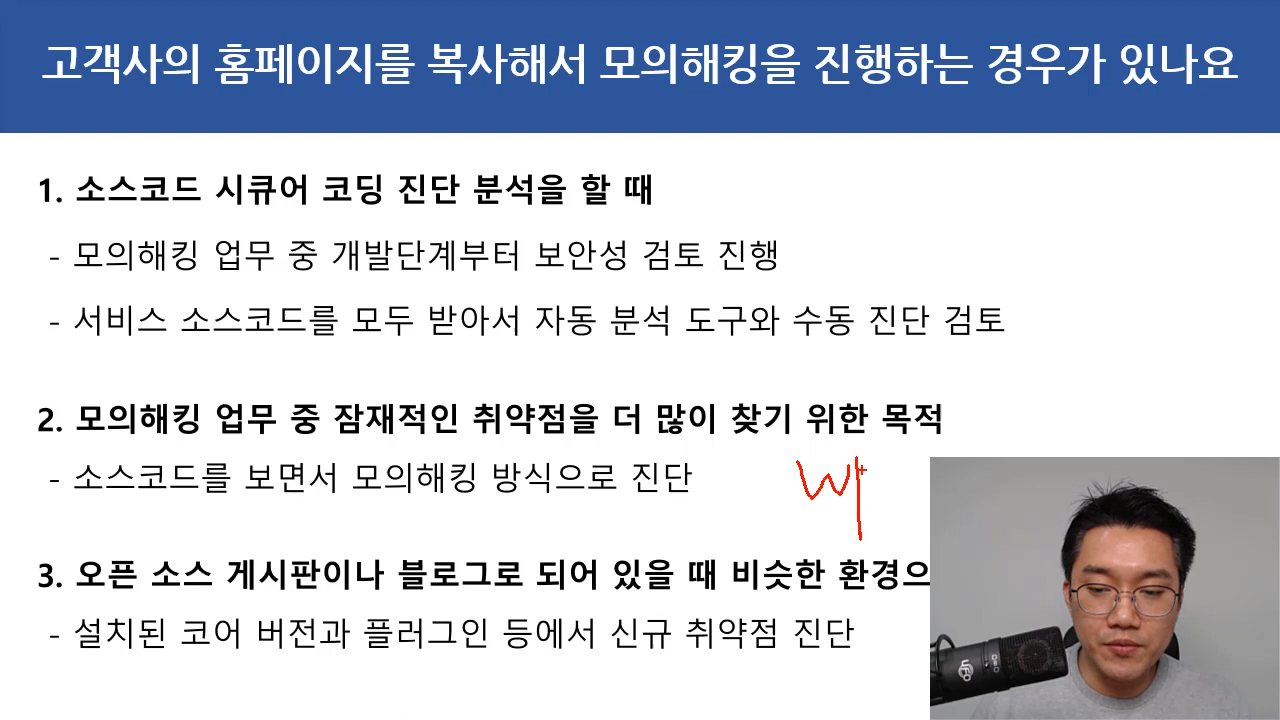 고객사의 홈페이지를 복사해서 모의해킹을 진행하는 경우가 있나요
1. 소스코드 시큐어 코딩 진단 분석을 할 때
- 모의해킹 업무 중 개발단계부터 보안성 검토 진행
- 서비스 소스코드를 모두 받아서 자동 분석 도구와 수동 진단 검토
2. 모의해킹 업무 중 잠재적인 취약점을 더 많이 찾기 위한 목적
- 소스코드를 보면서 모의해킹 방식으로 진단
3. 오픈 소스 게시판이나 블로그로 되어 있을 때 비슷한 환경으
- 설치된 코어 버전과 플러그인 등에서 신규 취약점 진단
UFO